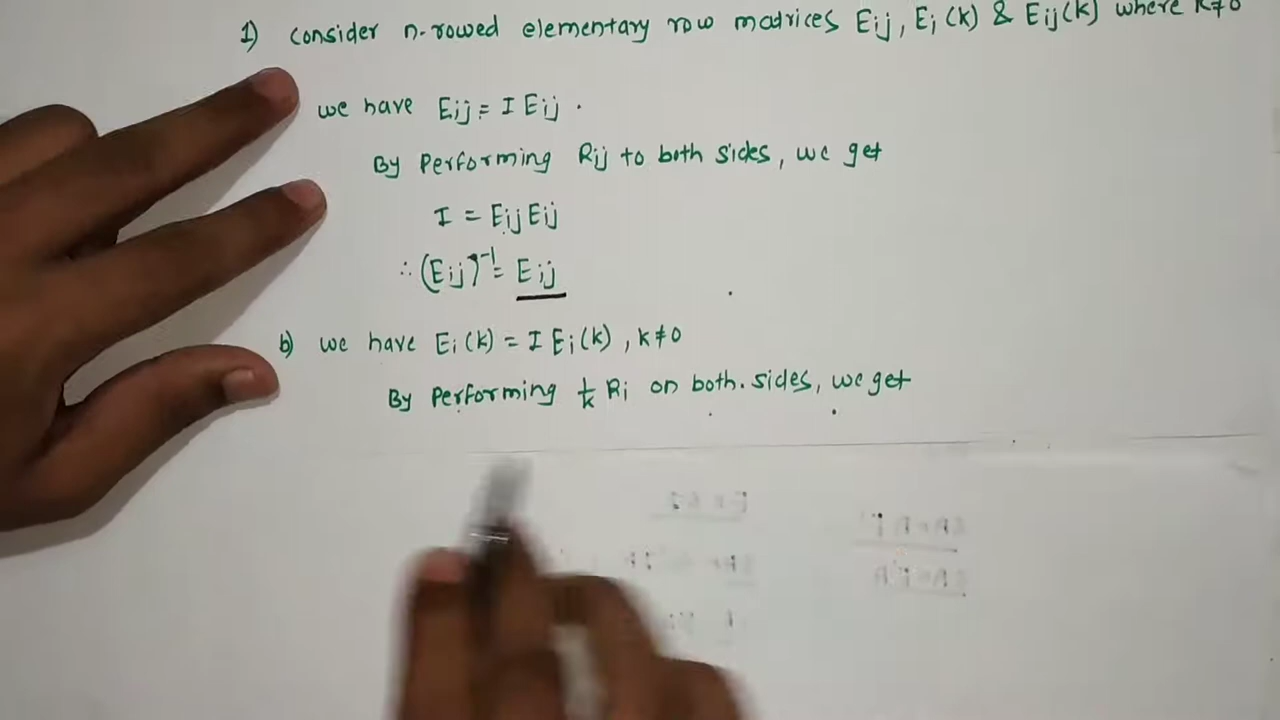 1) consider n-rowed elementary row matrices Eij, Ei(k) & Eij(k) where k≠0
we have Eij = I Eij.
By Performing Rij to both sides, we get
I = Eij Eij
∴ (Eij)⁻¹ = Eij
b) we have Ei(k) = I Ei(k), k≠0
By Performing 1/k Ri on both sides, we get